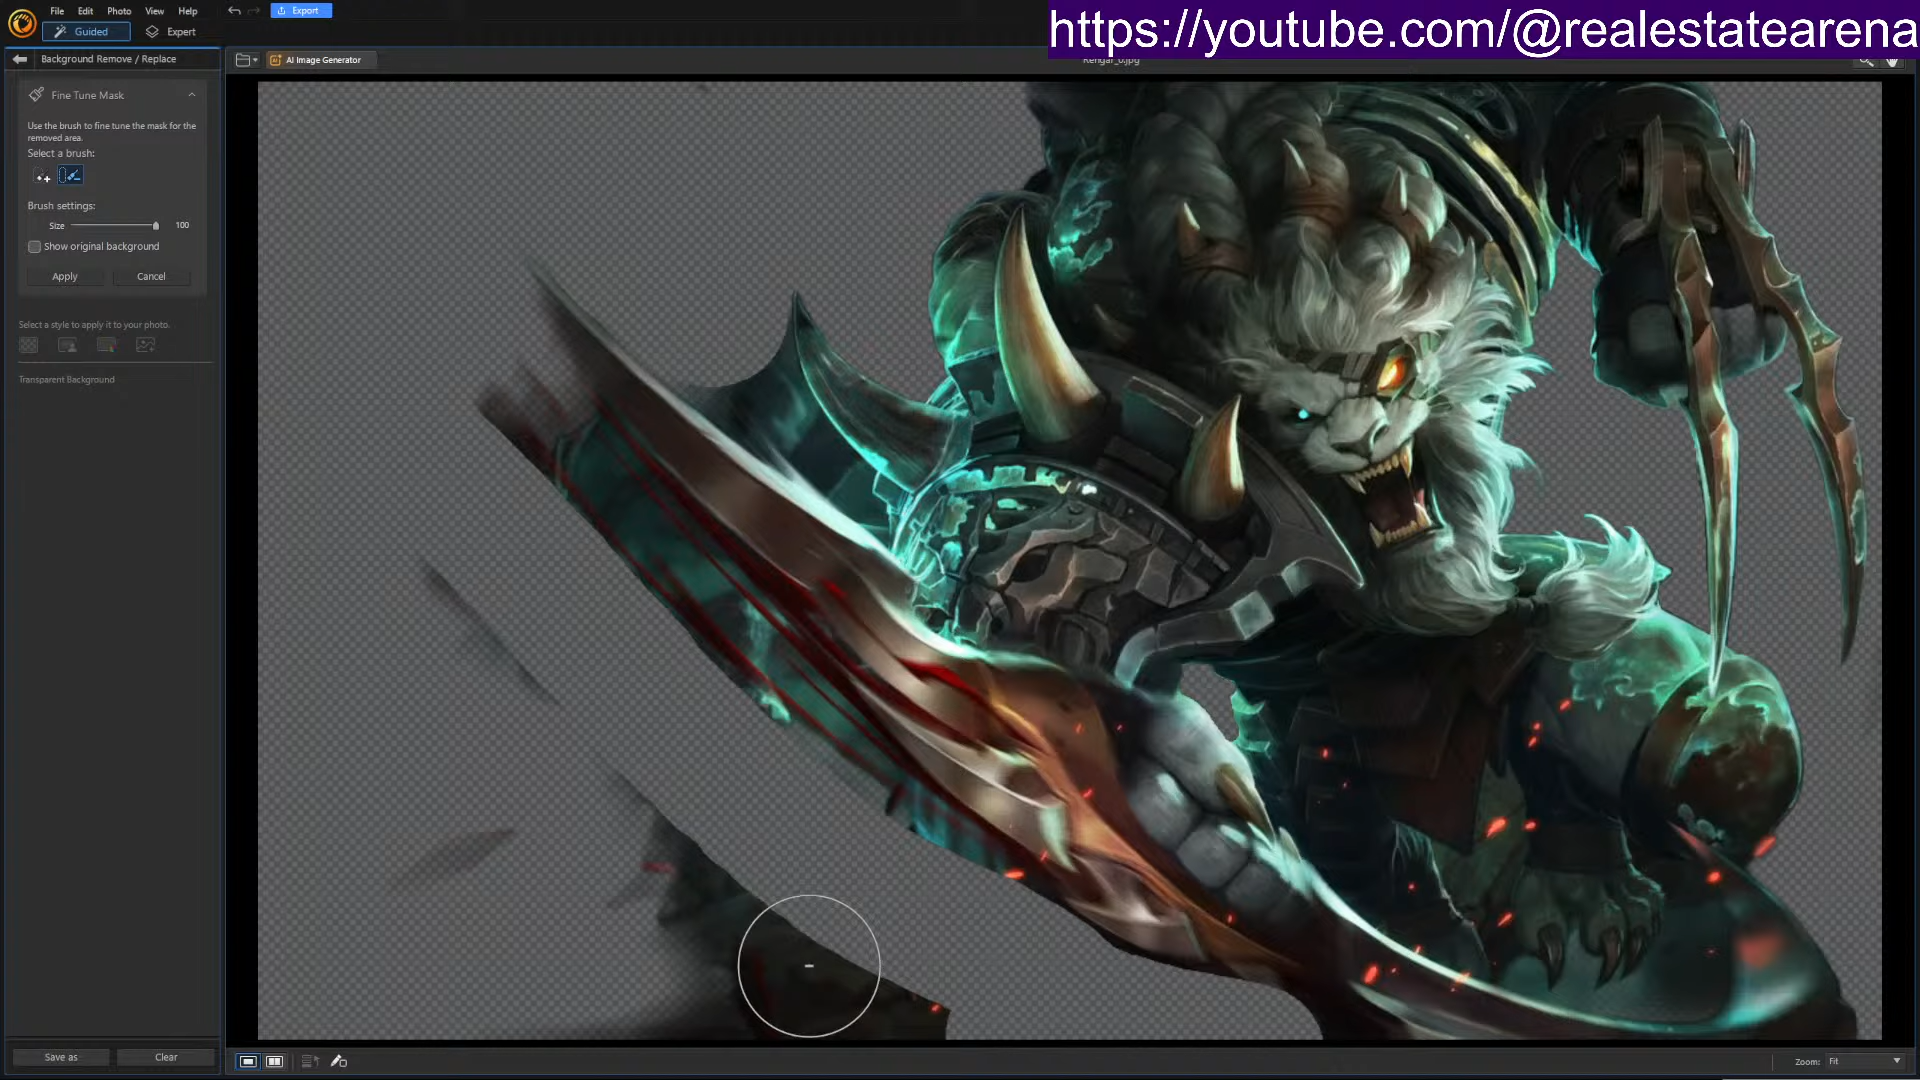 File Edit Photo View Help
Export
https://youtube.com/@realestatearena
Guided
Expert
Background Remove / Replace
AI Image Generator
Rengar_0.jpg
Fine Tune Mask
Use the brush to fine tune the mask for the
removed area.
Select a brush:
Brush settings:
Size 100
Show original background
Apply Cancel
Select a style to apply it to your photo.
Transparent Background
Save as Clear
Zoom: Fit